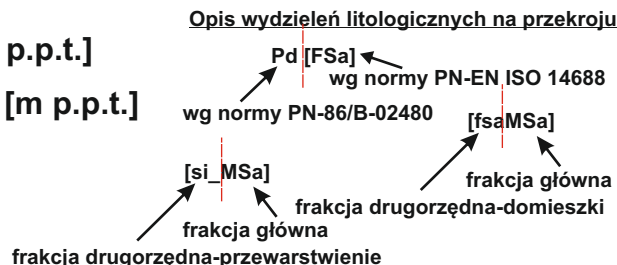 Opis wydzieleń litologicznych na przekroju
p.p.t.]
Pd [FSa]
wg normy PN-EN ISO 14688
[m p.p.t.]
wg normy PN-86/B-02480
[fsaMSa]
[si_MSa]
frakcja główna
frakcja drugorzędna-domieszki
frakcja główna
frakcja drugorzędna-przewarstwienie